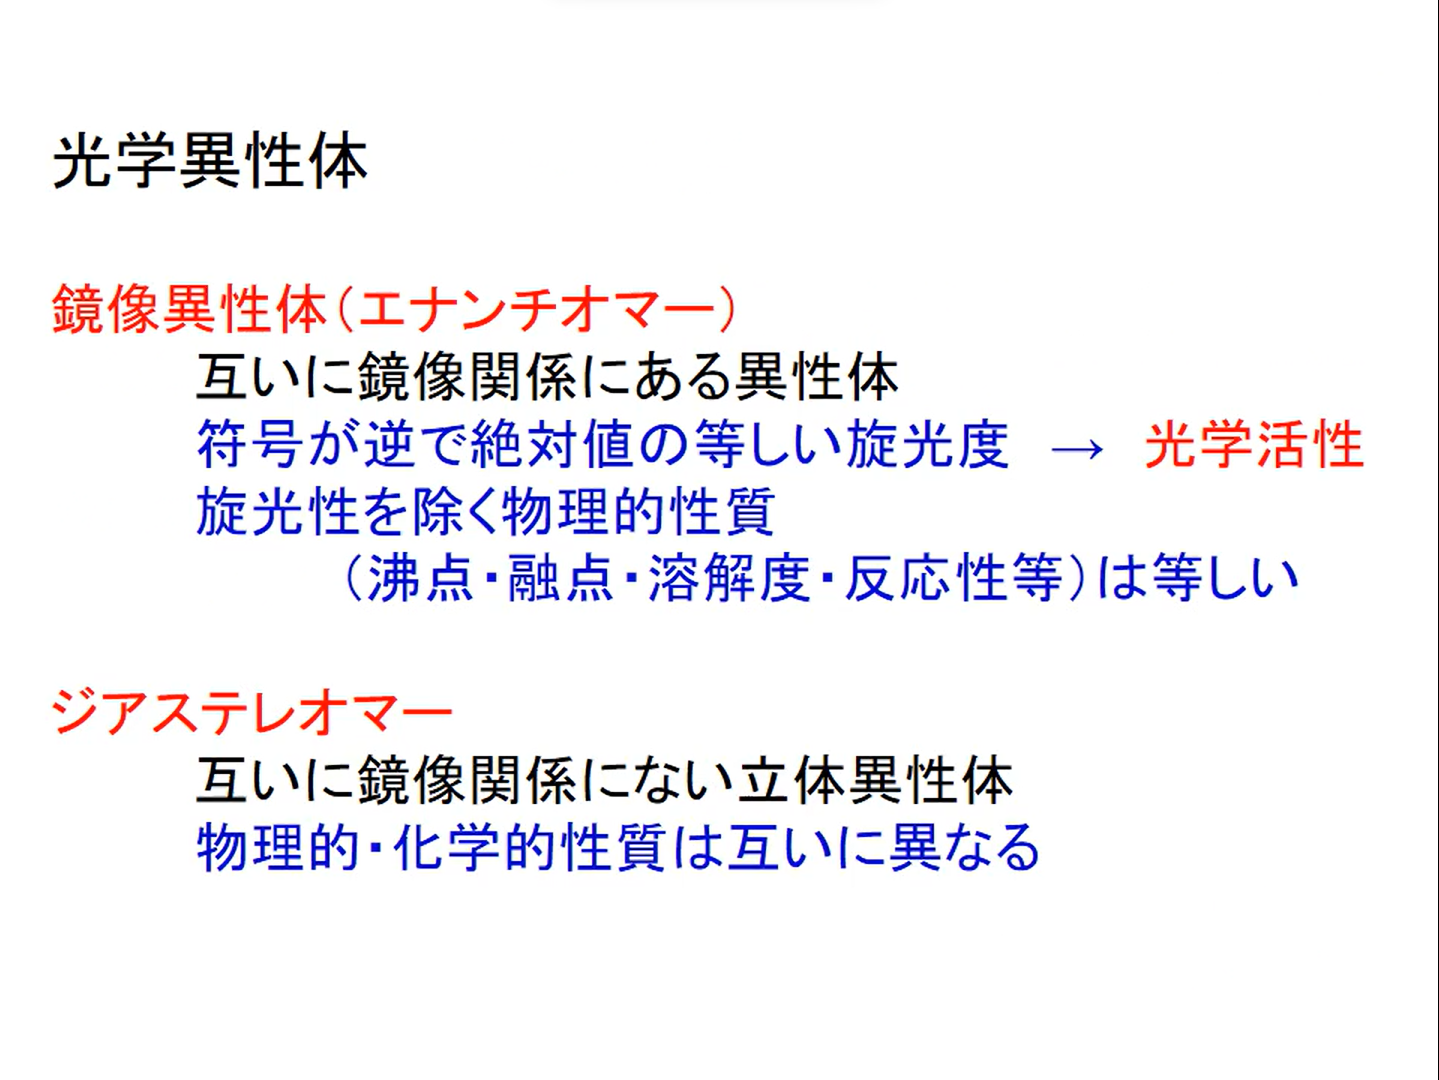 光学異性体
鏡像異性体（エナンチオマー）
互いに鏡像関係にある異性体
符号が逆で絶対値の等しい旋光度 → 光学活性
旋光性を除く物理的性質
（沸点・融点・溶解度・反応性等）は等しい
ジアステレオマー
互いに鏡像関係にない立体異性体
物理的・化学的性質は互いに異なる